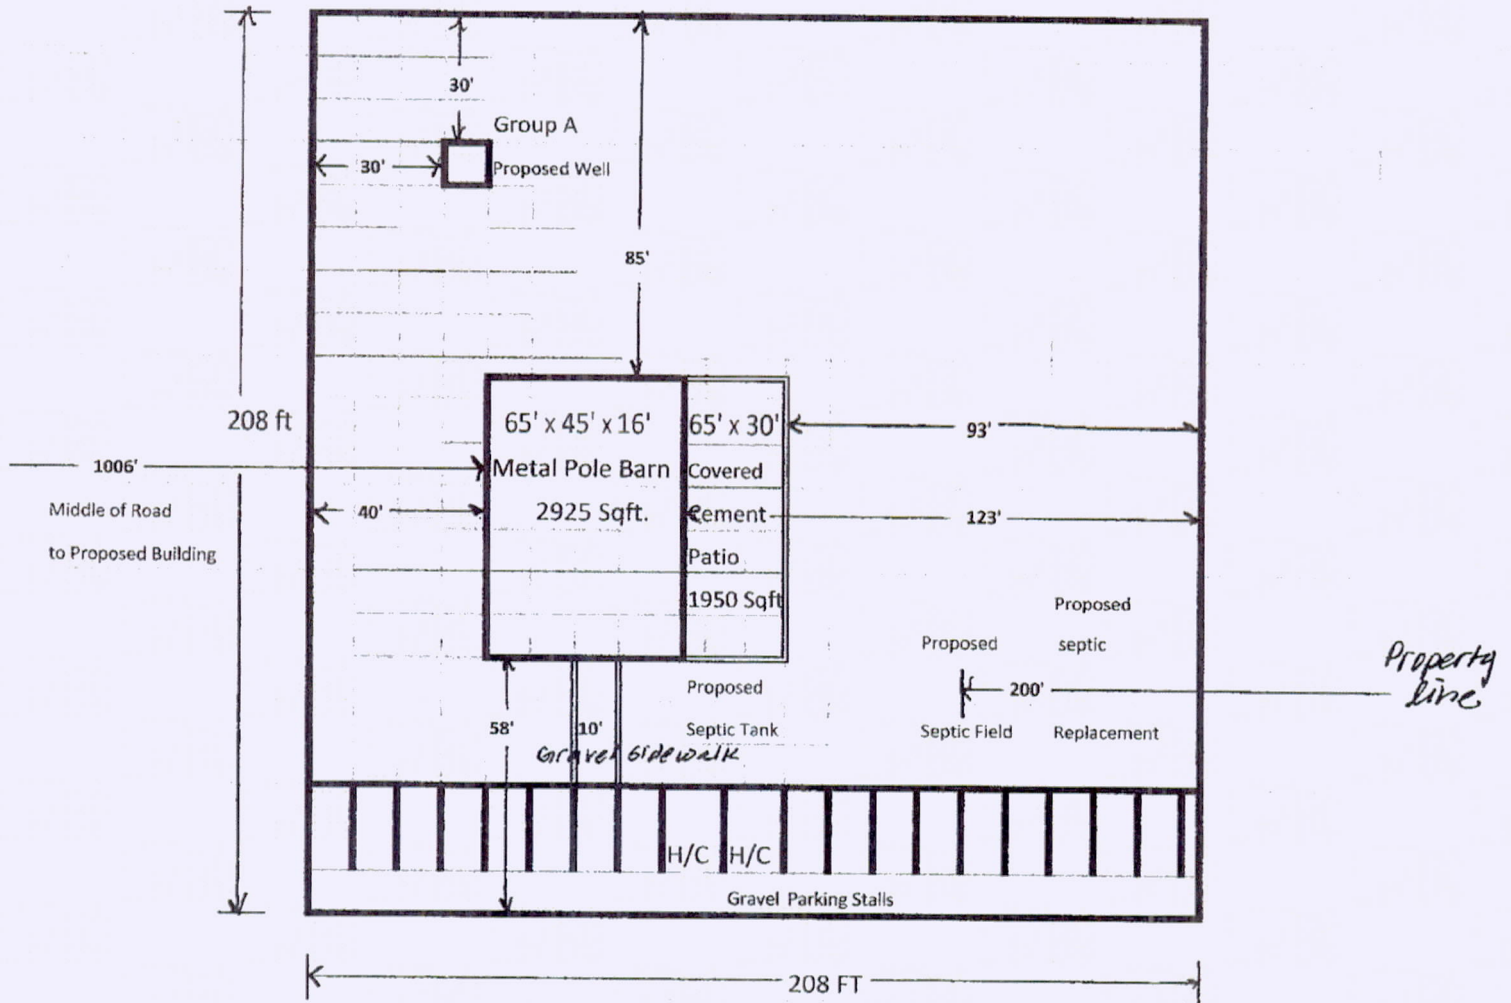 30'
Group A
30'
Proposed Well
85'
208 ft
65' x 45' x 16'
65' x 30'
93'
1006'
Metal Pole Barn
Covered
Middle of Road
40'
2925 Sqft.
Cement
123'
to Proposed Building
Patio
1950 Sqft
Proposed
Proposed
septic
Property
line
Proposed
200'
58'
10'
Septic Tank
Septic Field
Replacement
Gravel Sidewalk
H/C
H/C
Gravel Parking Stalls
208 FT